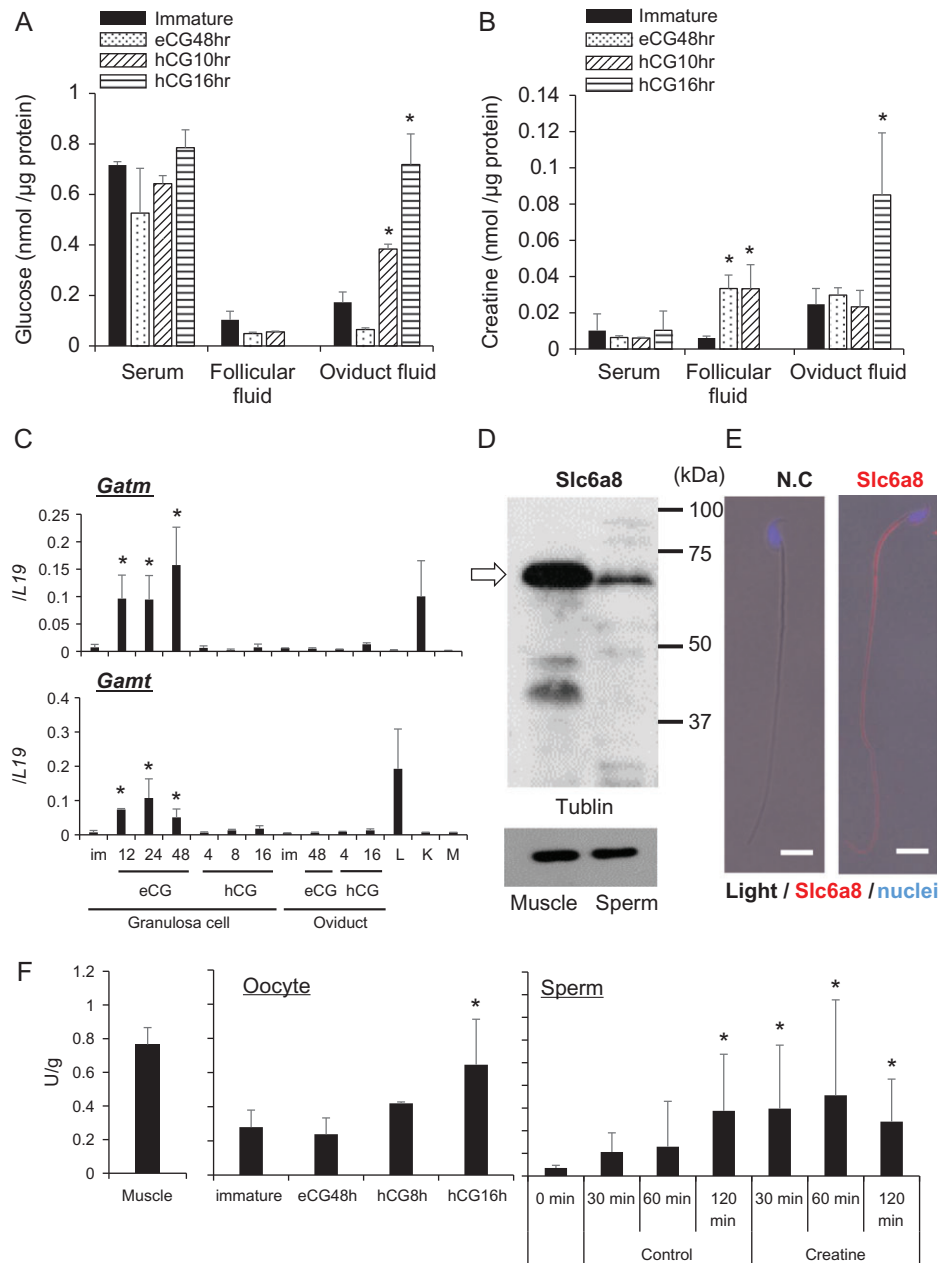 A
Immature
eCG48hr
hCG10hr
hCG16hr
Glucose (nmol /µg protein)
1
0.8
0.6
0.4
0.2
0
*
*
Serum
Follicular
fluid
Oviduct fluid
B
Immature
eCG48hr
hCG10hr
hCG16hr
Creatine (nmol /µg protein)
0.14
0.12
0.10
0.08
0.06
0.04
0.02
0
*
*
*
Serum
Follicular
fluid
Oviduct fluid
C
Gatm
/L19
0.25
0.2
0.15
0.1
0.05
0
*
*
*
Gamt
/L19
0.4
0.3
0.2
0.1
0
*
*
*
im 12 24 48 4 8 16 im 48 4 16 L K M
eCG hCG eCG hCG
Granulosa cell Oviduct
D
Slc6a8
(kDa)
100
75
50
37
Tublin
Muscle Sperm
E
N.C Slc6a8
Light / Slc6a8 /nuclei
F
U/g
1.2
1
0.8
0.6
0.4
0.2
0
Muscle
Oocyte
*
immature eCG48h hCG8h hCG16h
Sperm
*
*
*
*
0 min 30 min 60 min 120 min 30 min 60 min 120 min
Control Creatine